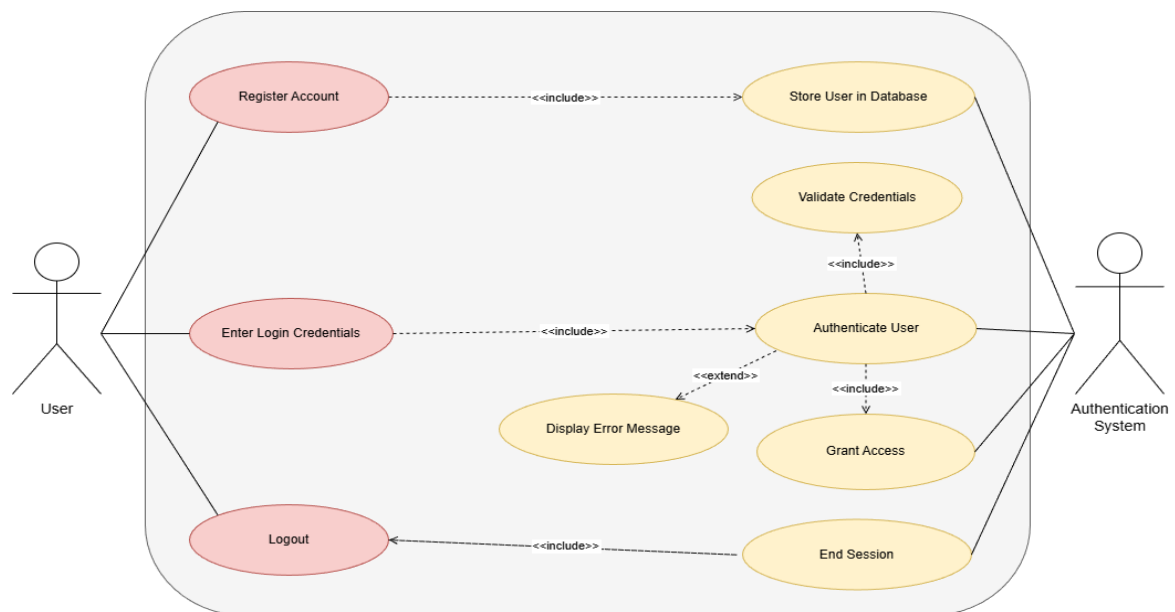 Register Account
<<include>>
Store User in Database
Validate Credentials
<<include>>
Enter Login Credentials
<<include>>
Authenticate User
<<extend>>
<<include>>
User
Authentication
System
Display Error Message
Grant Access
Logout
<<include>>
End Session